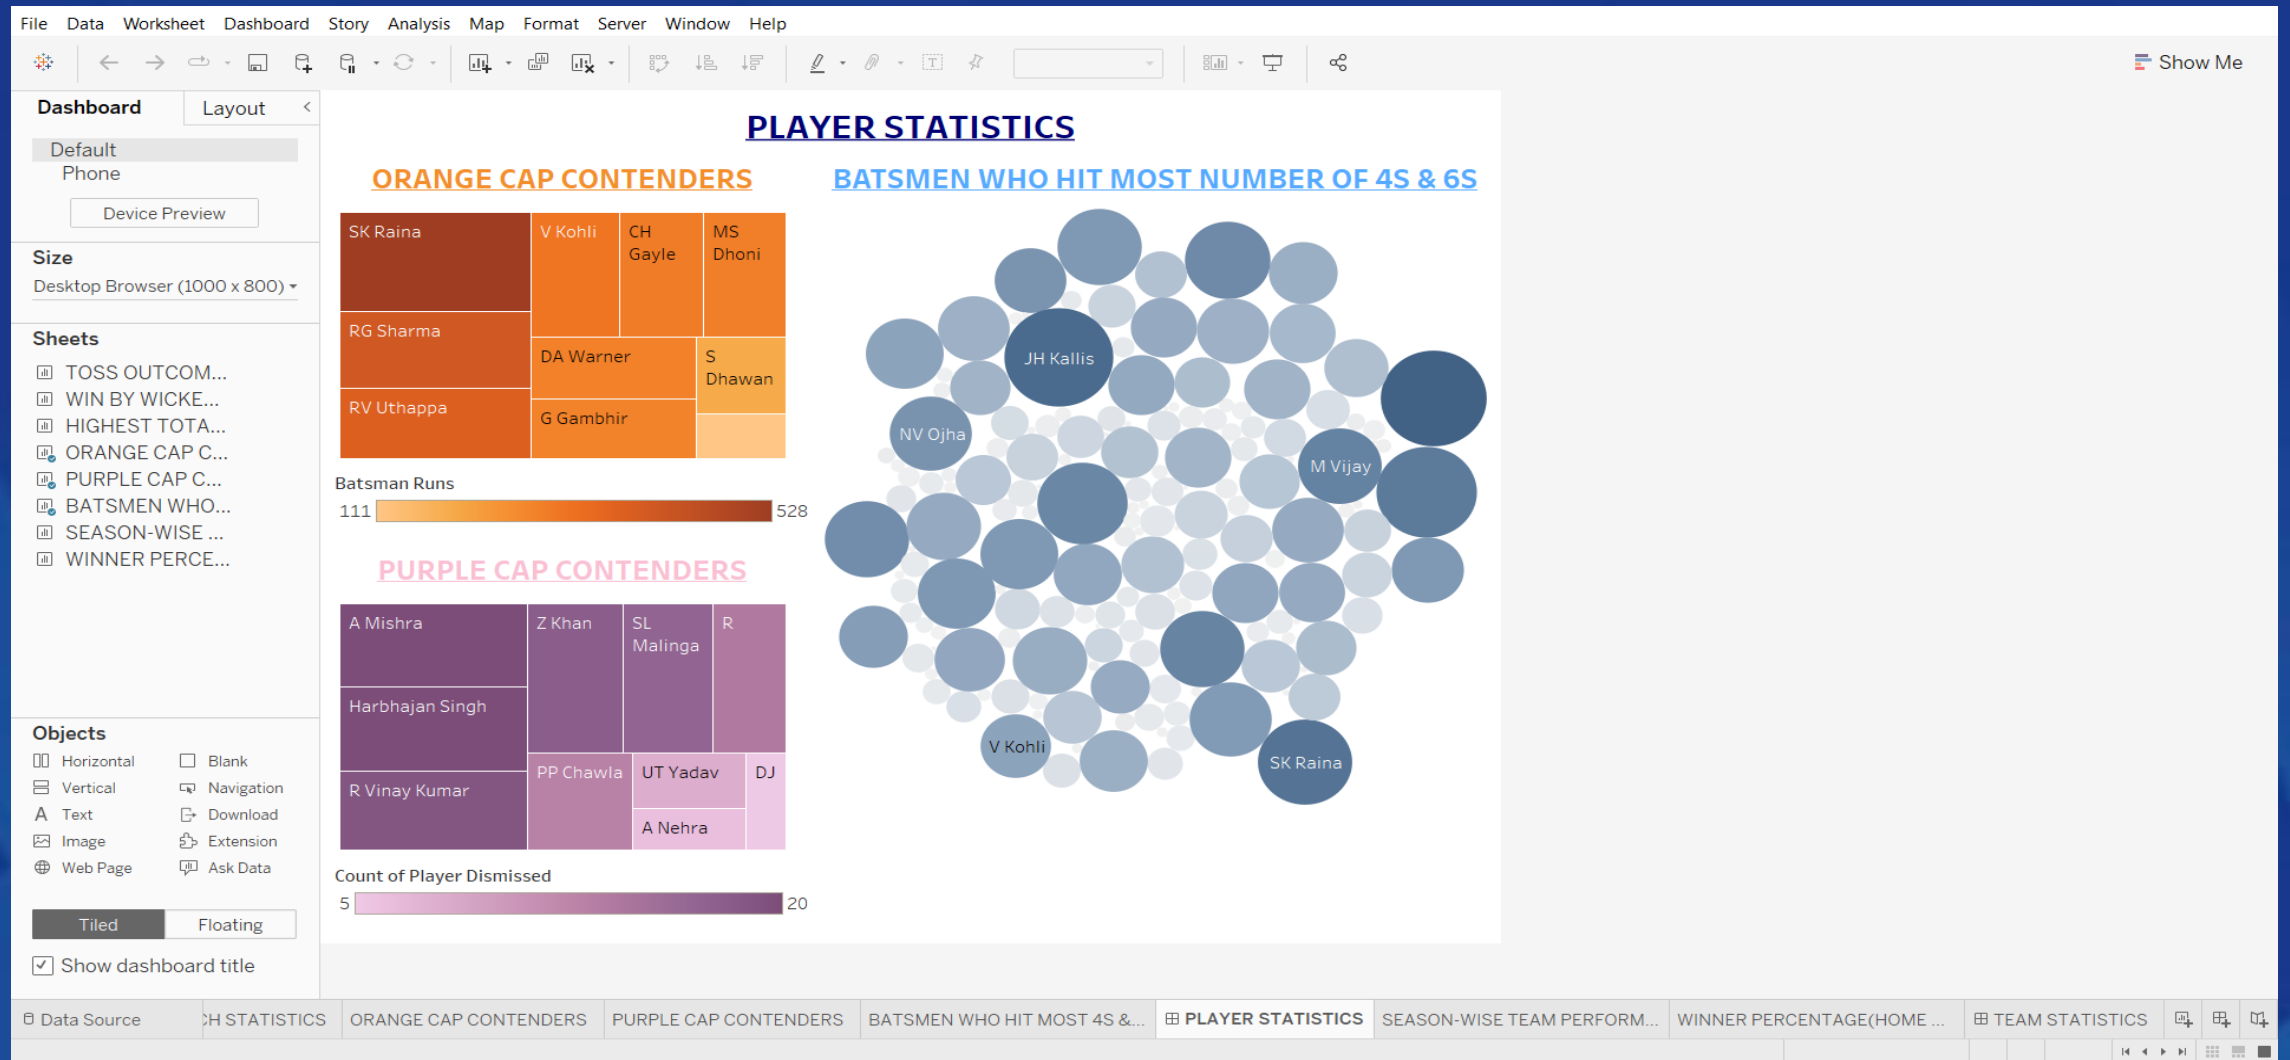 File Data Worksheet Dashboard Story Analysis Map Format Server Window Help
Show Me
Dashboard Layout
Default
Phone
Device Preview
Size
Desktop Browser (1000 x 800)
Sheets
TOSS OUTCOM...
WIN BY WICKE...
HIGHEST TOTA...
ORANGE CAP C...
PURPLE CAP C...
BATSMEN WHO...
SEASON-WISE ...
WINNER PERCE...
Objects
Horizontal Blank
Vertical Navigation
A Text Download
Image Extension
Web Page Ask Data
Tiled Floating
Show dashboard title
PLAYER STATISTICS
ORANGE CAP CONTENDERS
SK Raina
RG Sharma
RV Uthappa
V Kohli
CH
Gayle
MS
Dhoni
DA Warner
G Gambhir
S
Dhawan
Batsman Runs
111 528
PURPLE CAP CONTENDERS
A Mishra
Harbhajan Singh
R Vinay Kumar
Z Khan
SL
Malinga
R
PP Chawla
UT Yadav
A Nehra
DJ
Count of Player Dismissed
5 20
BATSMEN WHO HIT MOST NUMBER OF 4S & 6S
JH Kallis
NV Ojha
M Vijay
V Kohli
SK Raina
Data Source CH STATISTICS ORANGE CAP CONTENDERS PURPLE CAP CONTENDERS BATSMEN WHO HIT MOST 4S &... PLAYER STATISTICS SEASON-WISE TEAM PERFORM... WINNER PERCENTAGE(HOME ... TEAM STATISTICS